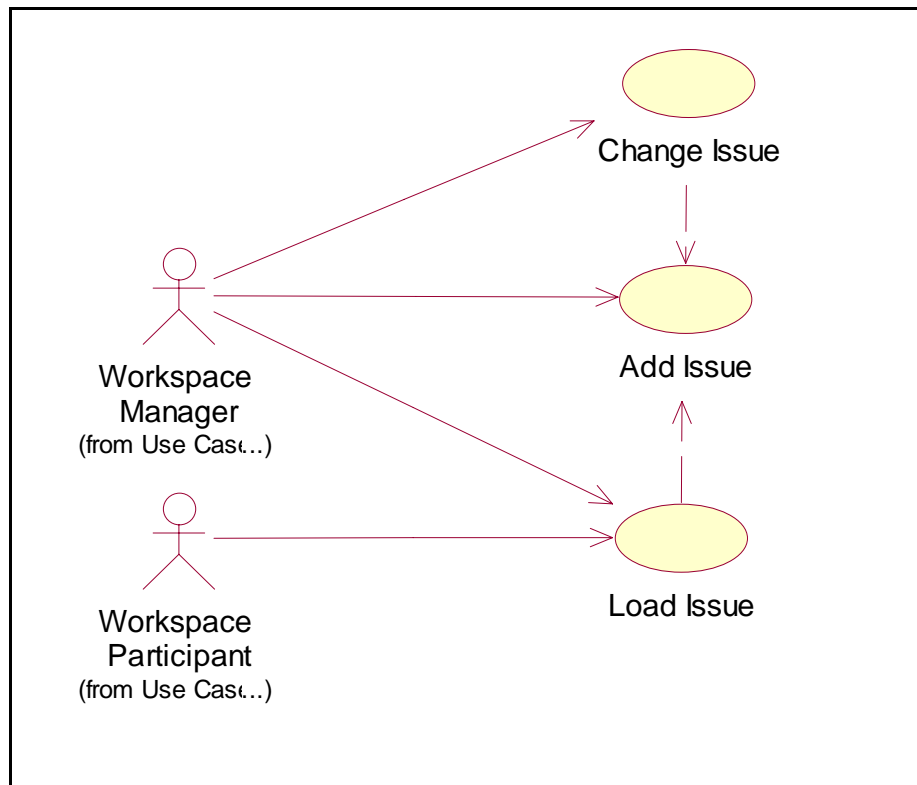 Change Issue
Add Issue
Workspace
Manager
(from Use Case...)
Load Issue
Workspace
Participant
(from Use Case...)